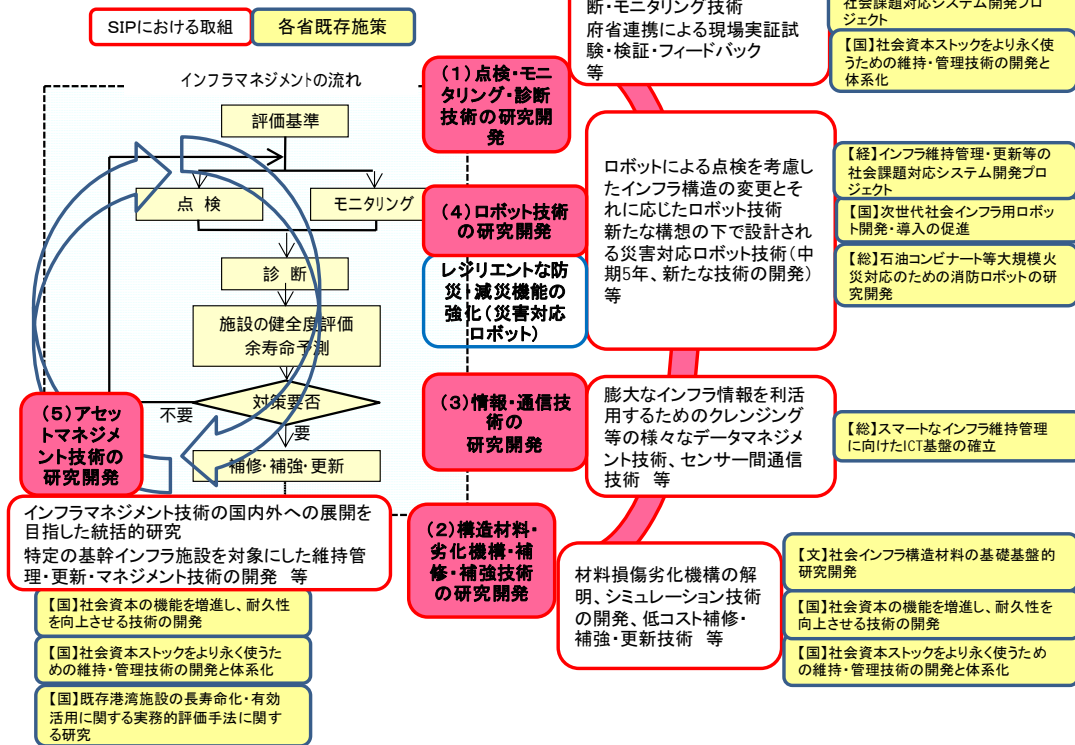 SIPにおける取組
各省既存施策
断・モニタリング技術
府省連携による現場実証試
験・検証・フィードバック
等
社会課題対応システム開発プロ
ジェクト
【国】社会資本ストックをより永く使
うための維持・管理技術の開発と
体系化
インフラマネジメントの流れ
評価基準
点 検
モニタリング
診 断
施設の健全度評価
余寿命予測
対策要否
不要
要
補修・補強・更新
(1)点検・モニ
タリング・診断
技術の研究開
発
(4)ロボット技術
の研究開発
レジリエントな防
災・減災機能の
強化(災害対応
ロボット)
ロボットによる点検を考慮し
たインフラ構造の変更とそ
れに応じたロボット技術
新たな構想の下で設計され
る災害対応ロボット技術(中
期5年、新たな技術の開発)
等
【経】インフラ維持管理・更新等の
社会課題対応システム開発プロ
ジェクト
【国】次世代社会インフラ用ロボッ
ト開発・導入の促進
【総】石油コンビナート等大規模火
災対応のための消防ロボットの研
究開発
(3)情報・通信技
術の
研究開発
膨大なインフラ情報を利活
用するためのクレンジング
等の様々なデータマネジメ
ント技術、センサー間通信
技術 等
【総】スマートなインフラ維持管理
に向けたICT基盤の確立
(5)アセッ
トマネジメ
ント技術の
研究開発
インフラマネジメント技術の国内外への展開を
目指した統括的研究
特定の基幹インフラ施設を対象にした維持管
理・更新・マネジメント技術の開発 等
【国】社会資本の機能を増進し、耐久性
を向上させる技術の開発
【国】社会資本ストックをより永く使うた
めの維持・管理技術の開発と体系化
【国】既存港湾施設の長寿命化・有効
活用に関する実務的評価手法に関す
る研究
(2)構造材料・
劣化機構・補
修・補強技術
の研究開発
材料損傷劣化機構の解
明、シミュレーション技術
の開発、低コスト補修・
補強・更新技術 等
【文】社会インフラ構造材料の基礎基盤的
研究開発
【国】社会資本の機能を増進し、耐久性を
向上させる技術の開発
【国】社会資本ストックをより永く使うため
の維持・管理技術の開発と体系化